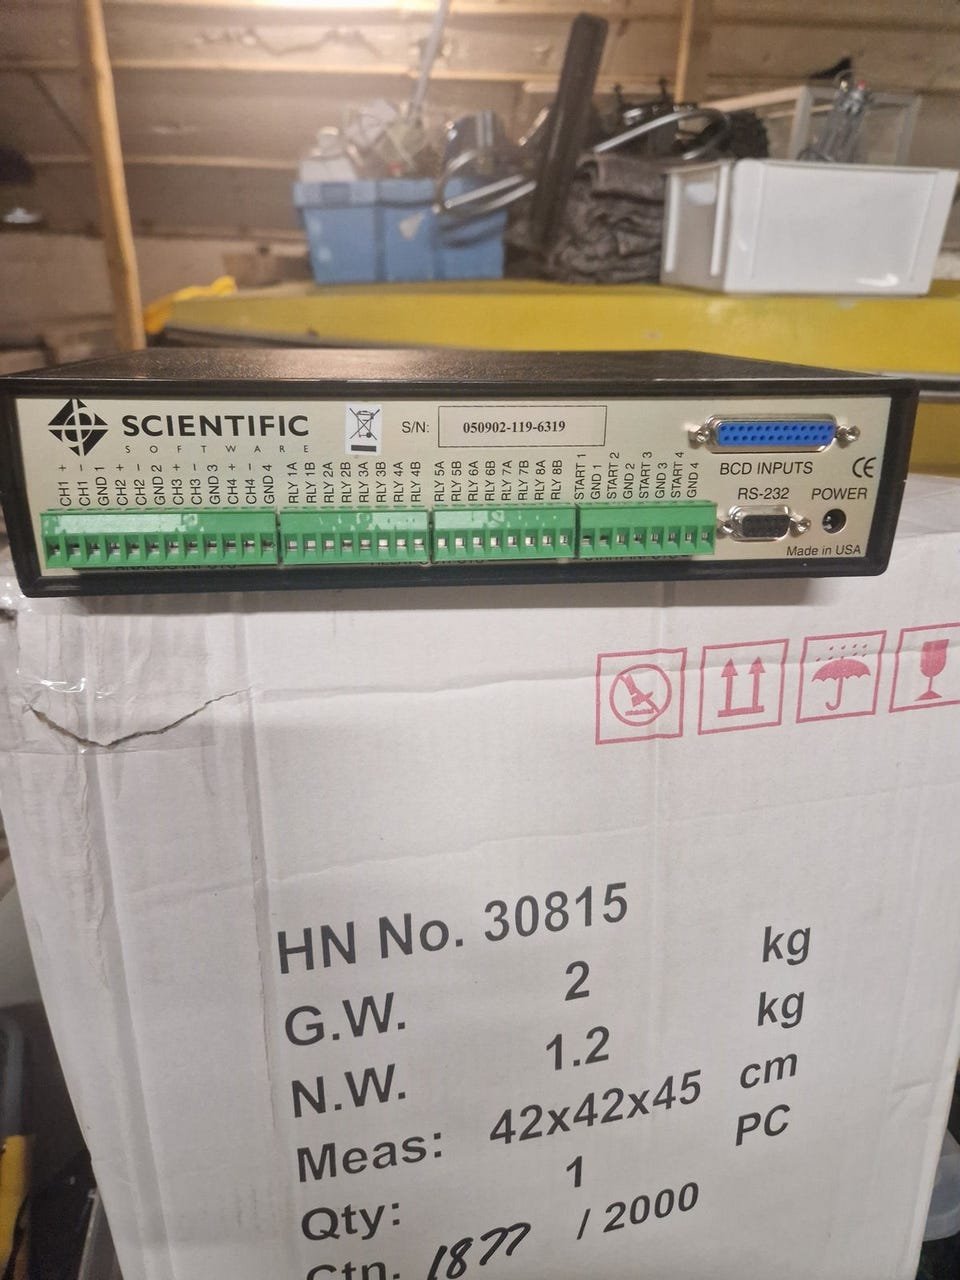 SCIENTIFIC
SOFTWARE
S/N: 050902-119-6319
BCD INPUTS
CE
RS-232 POWER
Made in USA
CH1 +
CH1 -
GND 1
CH2 +
CH2 -
GND 2
CH3 +
CH3 -
GND 3
CH4 +
CH4 -
GND 4
RLY 1A
RLY 1B
RLY 2A
RLY 2B
RLY 3A
RLY 3B
RLY 4A
RLY 4B
RLY 5A
RLY 5B
RLY 6A
RLY 6B
RLY 7A
RLY 7B
RLY 8A
RLY 8B
START 1
GND 1
START 2
GND 2
START 3
GND 3
START 4
GND 4
HN No. 30815
G.W. 2 kg
N.W. 1.2 kg
Meas: 42x42x45 cm
Qty: 1 PC
Ctn. 1877 / 2000